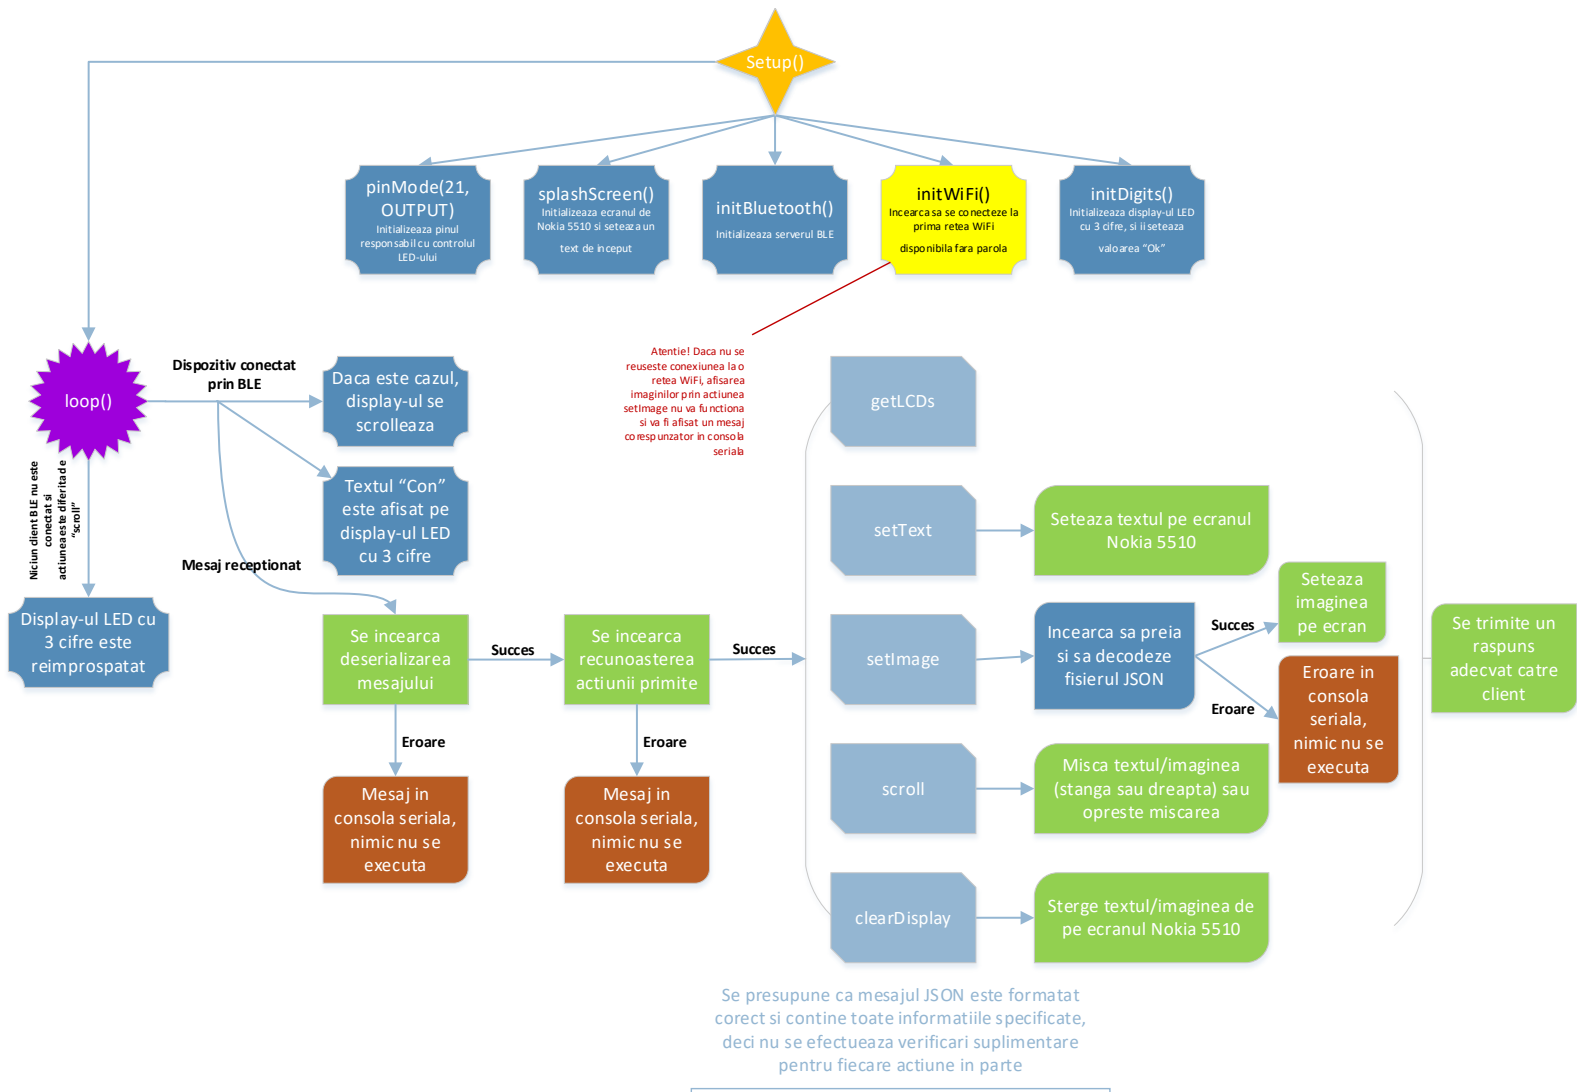 Setup()
pinMode(21,
OUTPUT)
Initializeaza pinul
responsabil cu controlul
LED-ului
splashScreen()
Initializeaza ecranul de
Nokia 5510 si seteaza un
text de inceput
initBluetooth()
Initializeaza serverul BLE
initWiFi()
Incearca sa se conecteze la
prima retea WiFi
disponibila fara parola
initDigits()
Initializeaza display-ul LED
cu 3 cifre, si ii seteaza
valoarea “Ok”
Atentie! Daca nu se
reuseste conexiunea la o
retea WiFi, afisarea
imaginilor prin actiunea
setImage nu va functiona
si va fi afisat un mesaj
corespunzator in consola
seriala
loop()
Dispozitiv conectat
prin BLE
Daca este cazul,
display-ul se
scrolleaza
Textul “Con”
este afisat pe
display-ul LED
cu 3 cifre
Niciun client BLE nu este
conectat si
actiunea este diferita de
“scroll”
Display-ul LED cu
3 cifre este
reimprospatat
Mesaj receptionat
Se incearca
deserializarea
mesajului
Succes
Se incearca
recunoasterea
actiunii primite
Succes
Eroare
Mesaj in
consola seriala,
nimic nu se
executa
Eroare
Mesaj in
consola seriala,
nimic nu se
executa
getLCDs
setText
Seteaza textul pe ecranul
Nokia 5510
setImage
Incearca sa preia
si sa decodeze
fisierul JSON
Succes
Seteaza
imaginea
pe ecran
Eroare
Eroare in
consola
seriala,
nimic nu se
executa
scroll
Misca textul/imaginea
(stanga sau dreapta) sau
opreste miscarea
clearDisplay
Sterge textul/imaginea de
pe ecranul Nokia 5510
Se trimite un
raspuns
adecvat catre
client
Se presupune ca mesajul JSON este formatat
corect si contine toate informatiile specificate,
deci nu se efectueaza verificari suplimentare
pentru fiecare actiune in parte